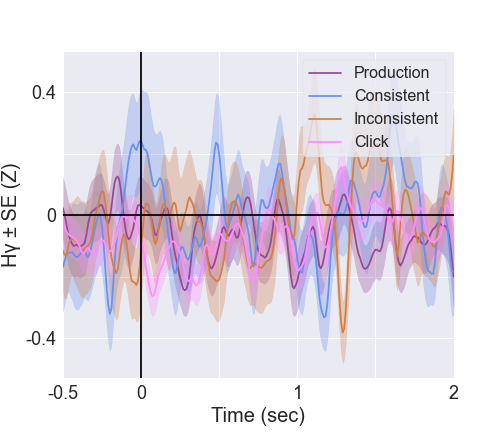 Production
Consistent
Inconsistent
Click
0.4
0
-0.4
Hγ ± SE (Z)
-0.5
0
1
2
Time (sec)